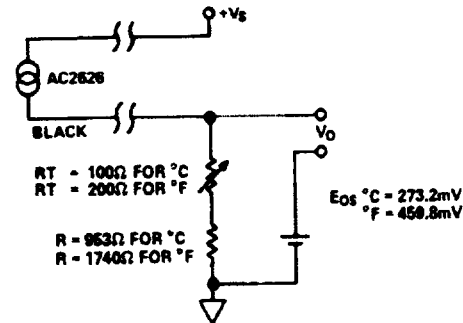 +VS
AC2626
BLACK
VO
RT = 100Ω FOR °C
RT = 200Ω FOR °F
EOS °C = 273.2mV
°F = 459.8mV
R = 953Ω FOR °C
R = 1740Ω FOR °F